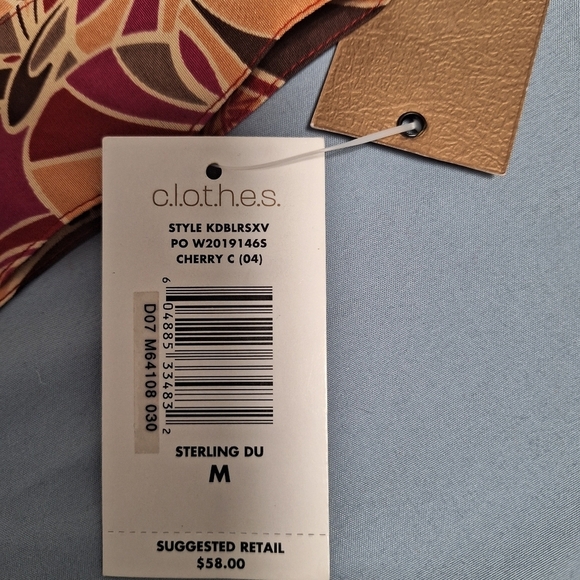 c.l.o.t.h.e.s.
STYLE KDBLRSXV
PO W2019146S
CHERRY C (04)
6 04885 33483 2
D07 M64108 030
STERLING DU
M
SUGGESTED RETAIL
$58.00